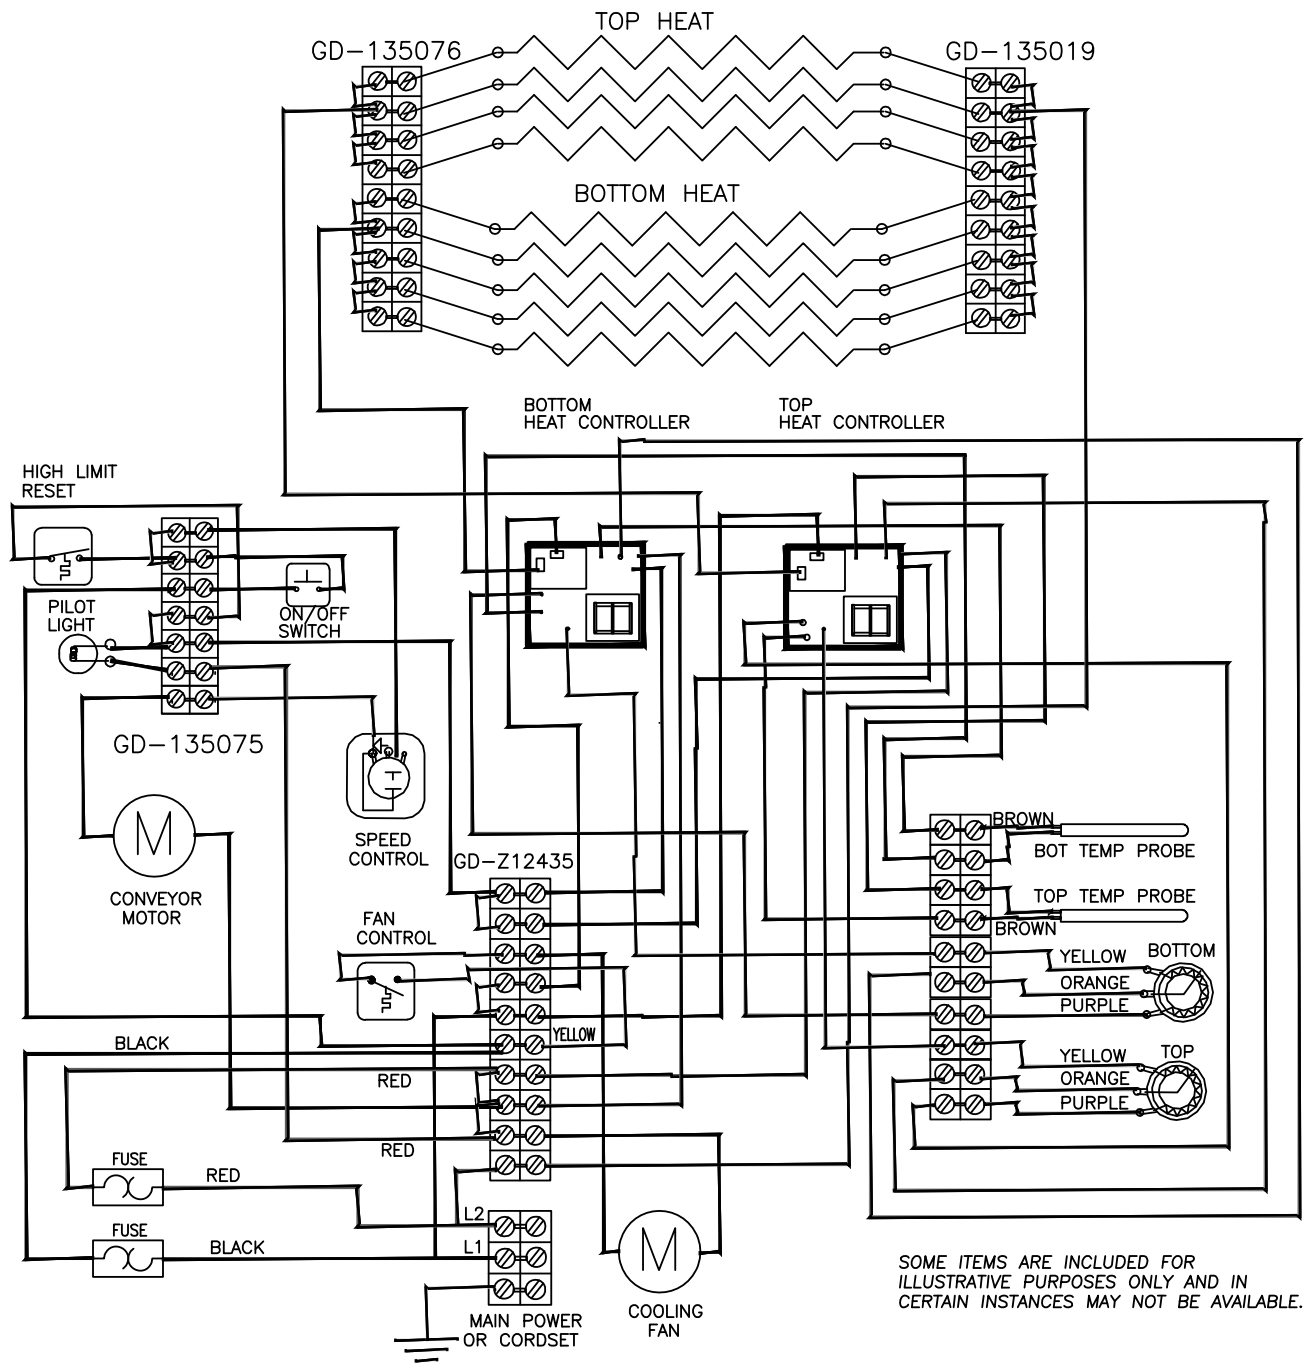 TOP HEAT
GD-135076
GD-135019
BOTTOM HEAT
BOTTOM
HEAT CONTROLLER
TOP
HEAT CONTROLLER
HIGH LIMIT
RESET
PILOT
LIGHT
ON/OFF
SWITCH
GD-135075
SPEED
CONTROL
M
CONVEYOR
MOTOR
GD-Z12435
FAN
CONTROL
BROWN
BOT TEMP PROBE
TOP TEMP PROBE
BROWN
YELLOW
BOTTOM
ORANGE
PURPLE
YELLOW
TOP
ORANGE
PURPLE
BLACK
YELLOW
RED
RED
FUSE
RED
FUSE
BLACK
L2
L1
M
COOLING
FAN
MAIN POWER
OR CORDSET
SOME ITEMS ARE INCLUDED FOR
ILLUSTRATIVE PURPOSES ONLY AND IN
CERTAIN INSTANCES MAY NOT BE AVAILABLE.